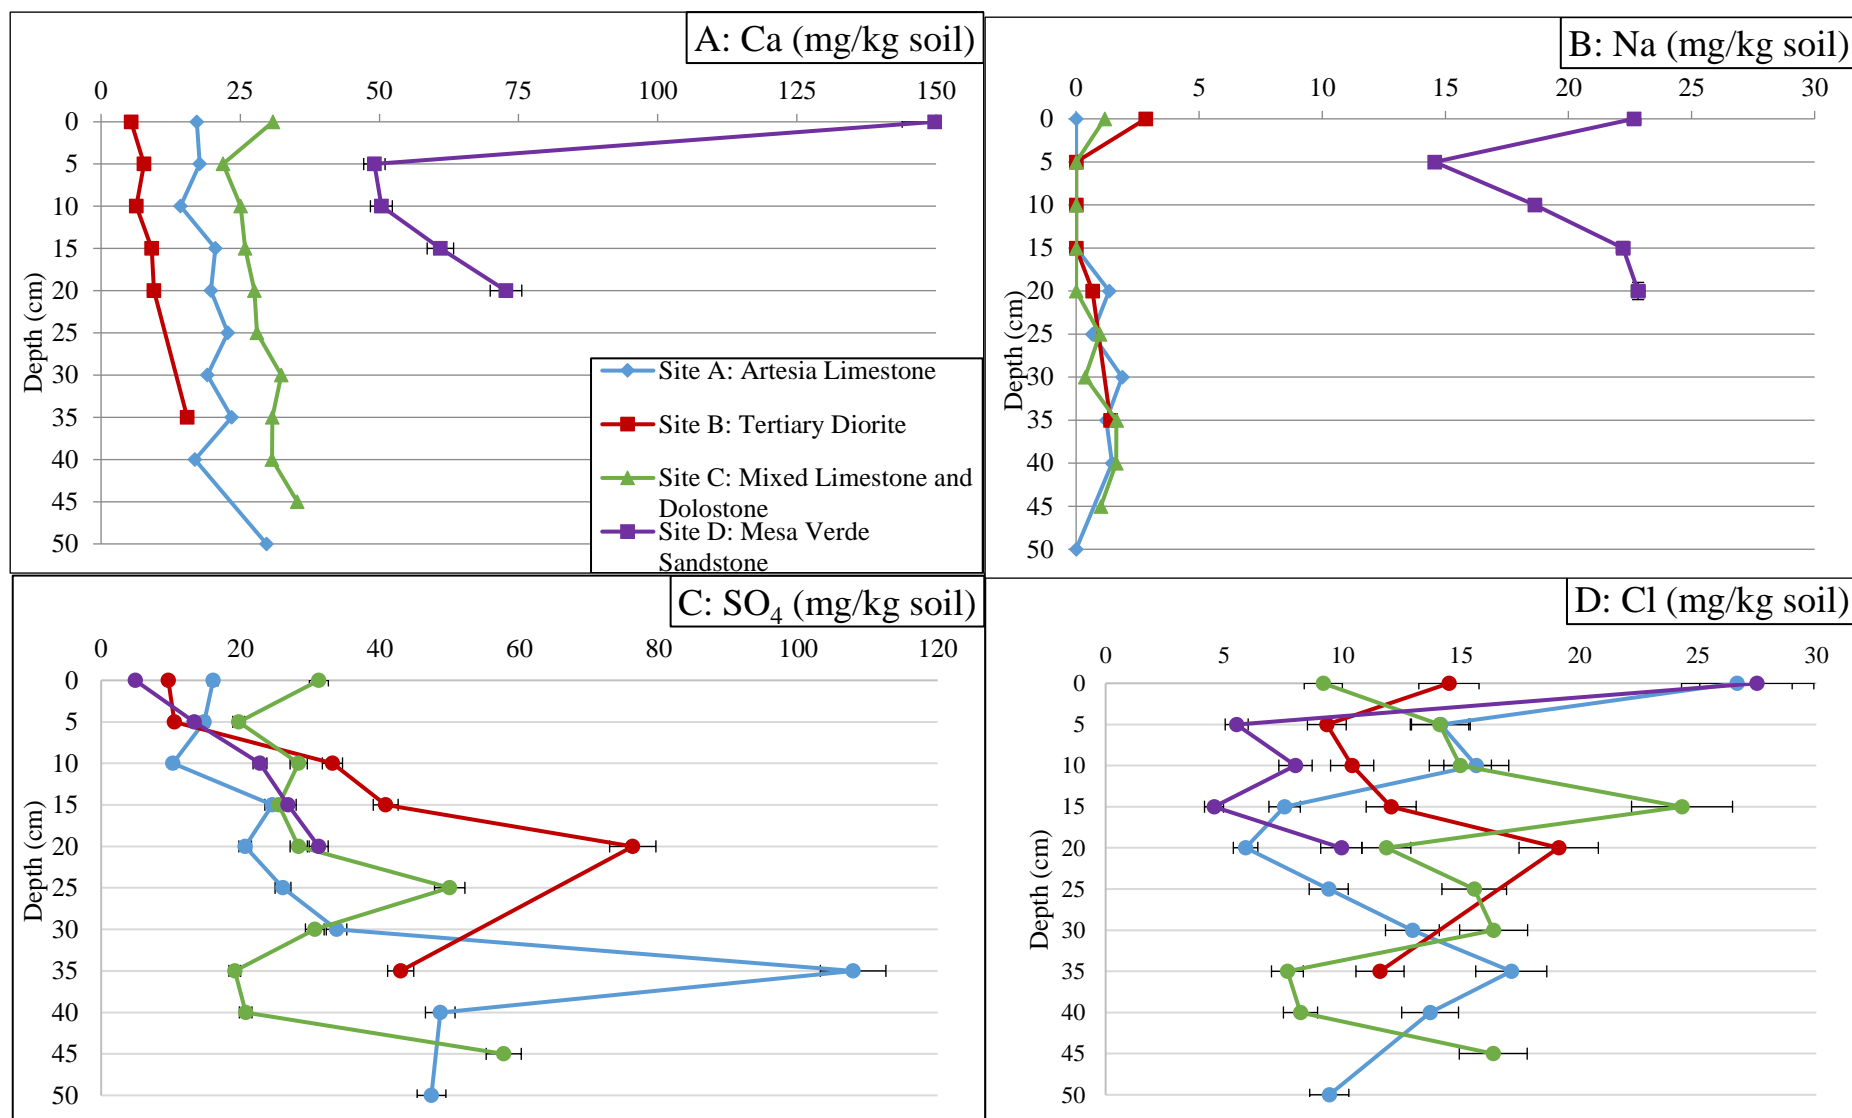 A: Ca (mg/kg soil)
0 25 50 75 100 125 150
0
5
10
15
20
25
30
35
40
45
50
Depth (cm)
Site A: Artesia Limestone
Site B: Tertiary Diorite
Site C: Mixed Limestone and
Dolostone
Site D: Mesa Verde
Sandstone
B: Na (mg/kg soil)
0 5 10 15 20 25 30
0
5
10
15
20
25
30
35
40
45
50
Depth (cm)
C: SO₄ (mg/kg soil)
0 20 40 60 80 100 120
0
5
10
15
20
25
30
35
40
45
50
Depth (cm)
D: Cl (mg/kg soil)
0 5 10 15 20 25 30
0
5
10
15
20
25
30
35
40
45
50
Depth (cm)